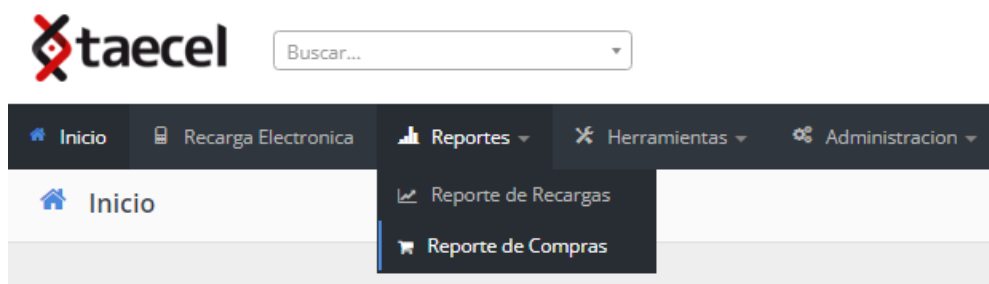 taecel
Buscar...
Inicio Recarga Electronica Reportes Herramientas Administracion
Inicio
Reporte de Recargas
Reporte de Compras